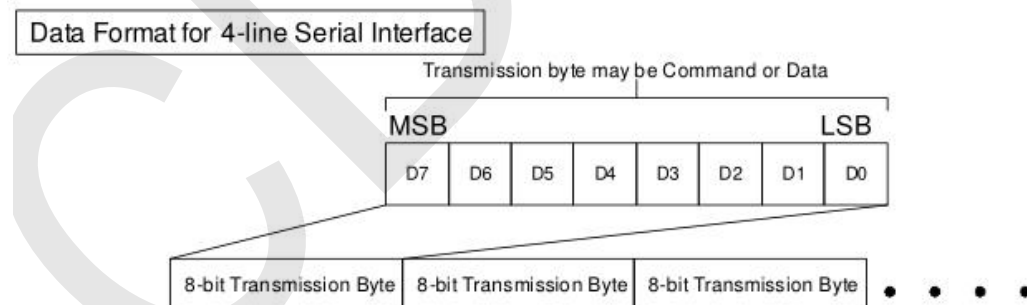 Data Format for 4-line Serial Interface
Transmission byte may be Command or Data
MSB LSB
D7 D6 D5 D4 D3 D2 D1 D0
8-bit Transmission Byte 8-bit Transmission Byte 8-bit Transmission Byte